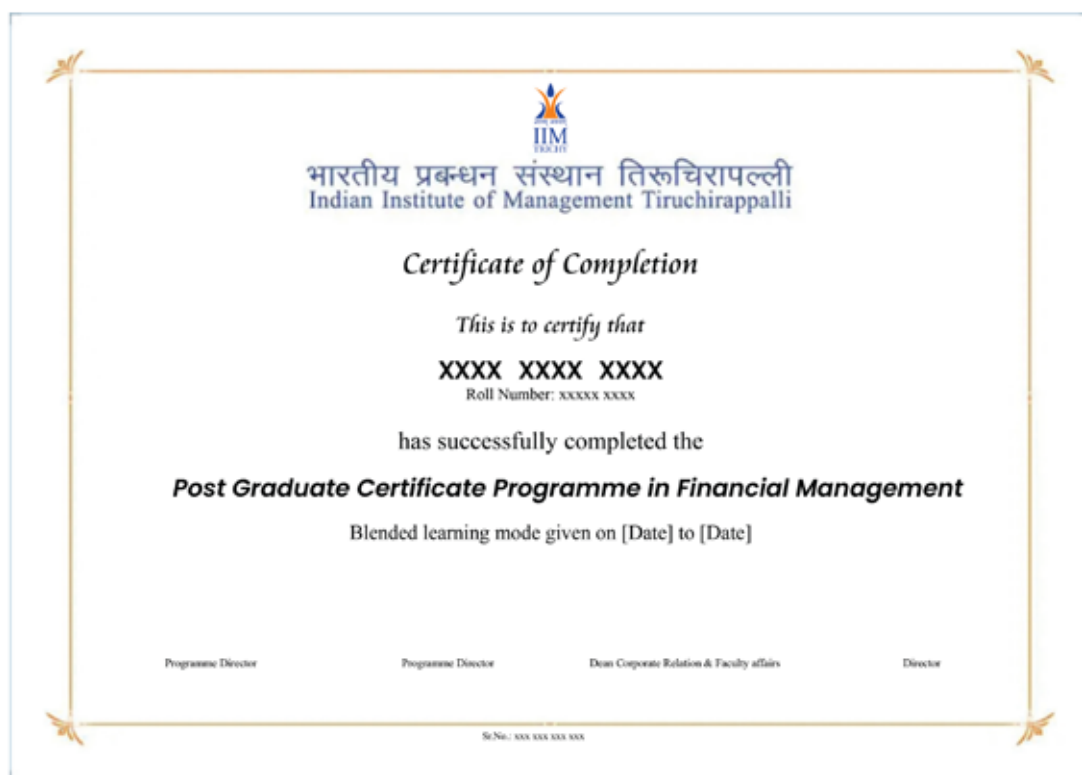 IIM
TRICHY
भारतीय प्रबन्धन संस्थान तिरुचिरापल्ली
Indian Institute of Management Tiruchirappalli
Certificate of Completion
This is to certify that
XXXX XXXX XXXX
Roll Number: xxxxx xxxx
has successfully completed the
Post Graduate Certificate Programme in Financial Management
Blended learning mode given on [Date] to [Date]
Programme Director Programme Director Dean Corporate Relation & Faculty affairs Director
Sr.No.: xxx xxx xxx xxx